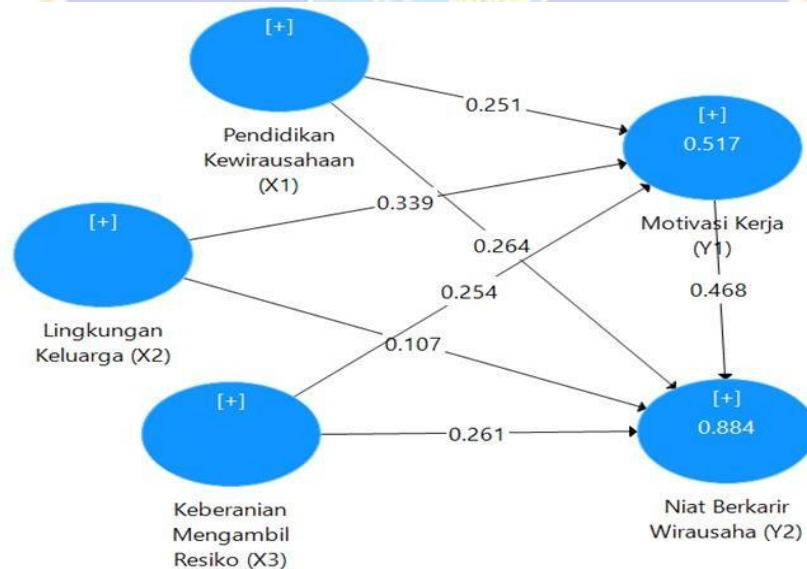 [+]
Pendidikan
Kewirausahaan
(X1)
0.251
[+]
0.517
Motivasi Kerja
(Y1)
[+]
Lingkungan
Keluarga (X2)
0.339
0.264
0.254
0.468
0.107
[+]
Keberanian
Mengambil
Resiko (X3)
0.261
[+]
0.884
Niat Berkarir
Wirausaha (Y2)